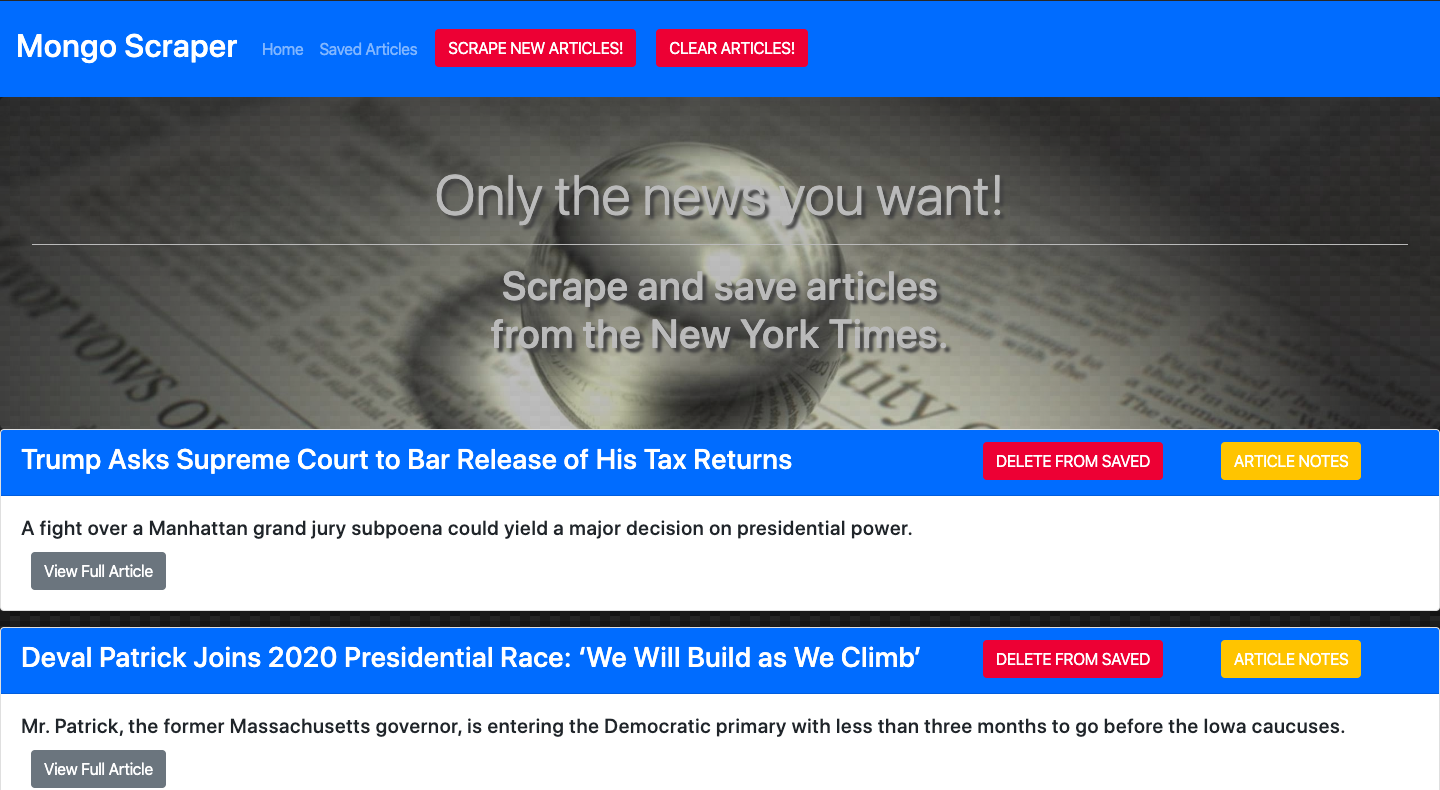 Mongo Scraper Home Saved Articles SCRAPE NEW ARTICLES! CLEAR ARTICLES!
Only the news you want!
Scrape and save articles
from the New York Times.
VOWS
Trump Asks Supreme Court to Bar Release of His Tax Returns DELETE FROM SAVED ARTICLE NOTES
A fight over a Manhattan grand jury subpoena could yield a major decision on presidential power.
View Full Article
Deval Patrick Joins 2020 Presidential Race: ‘We Will Build as We Climb’ DELETE FROM SAVED ARTICLE NOTES
Mr. Patrick, the former Massachusetts governor, is entering the Democratic primary with less than three months to go before the Iowa caucuses.
View Full Article